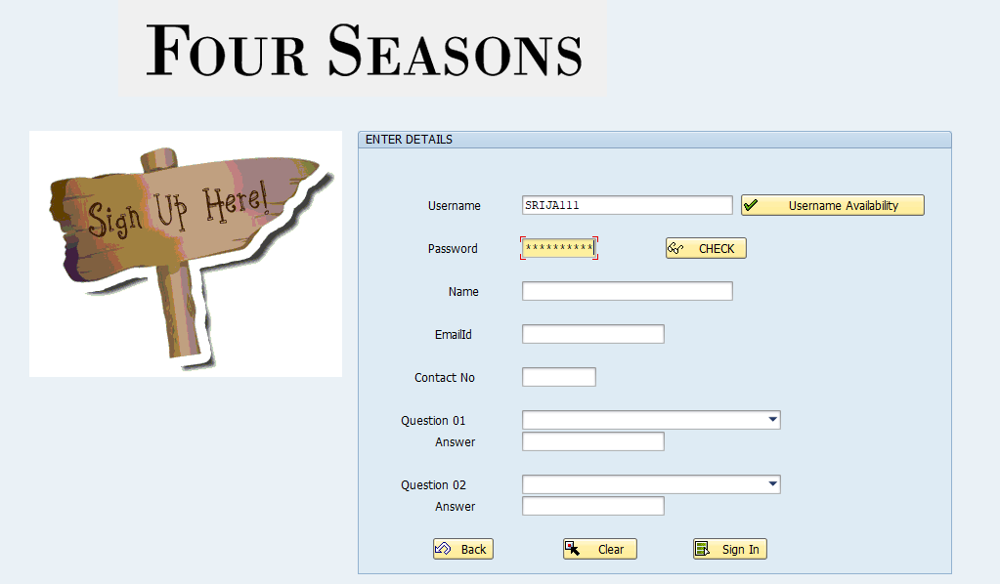 FOUR SEASONS
Sign Up Here!
ENTER DETAILS
Username SRIJA111 Username Availability
Password ********** CHECK
Name
EmailId
Contact No
Question 01
Answer
Question 02
Answer
Back Clear Sign In